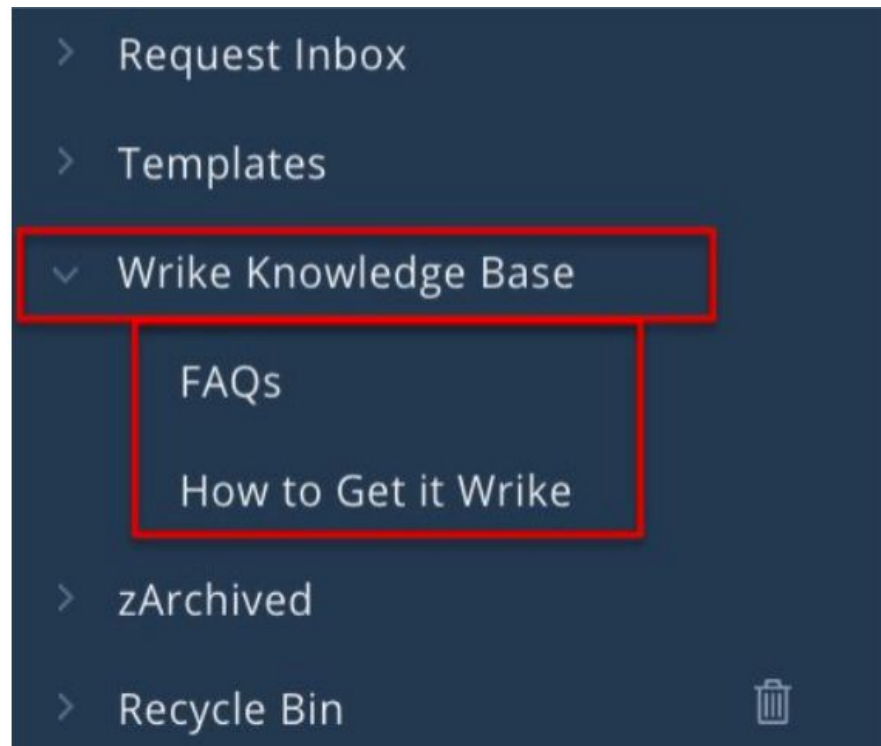 Request Inbox
Templates
Wrike Knowledge Base
FAQs
How to Get it Wrike
zArchived
Recycle Bin